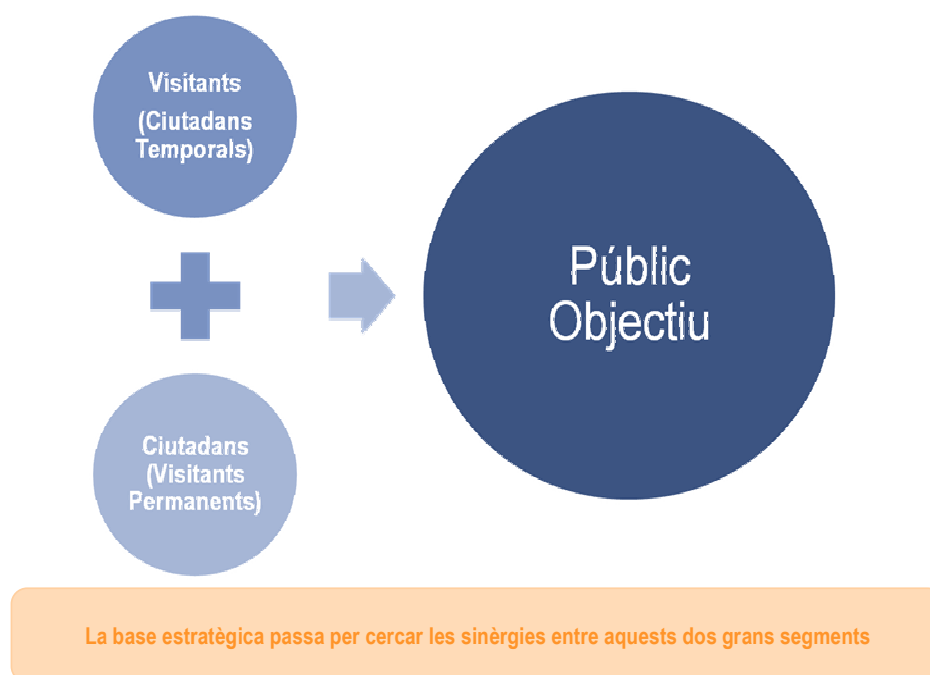 Visitants
(Ciutadans
Temporals)
Públic
Objectiu
Ciutadans
(Visitants
Permanents)
La base estratègica passa per cercar les sinèrgies entre aquests dos grans segments